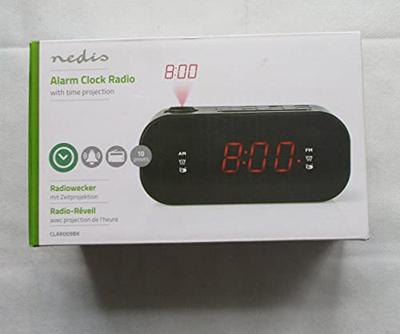 nedis
Alarm Clock Radio
with time projection
8:00
AM
FM
8:00
10
Radiowecker
mit Zeitprojektion
Radio-Réveil
avec projection de l'heure
CLAR009BK